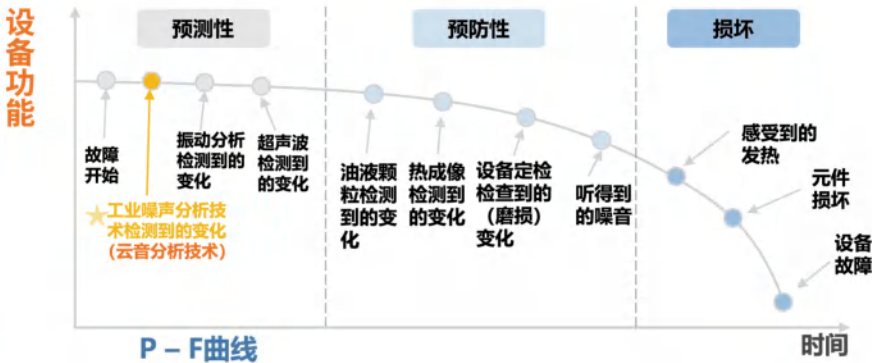 设备功能
预测性
预防性
损坏
故障
开始
振动分析
检测到的
变化
超声波
检测到
的变化
工业噪声分析技
术检测到的变化
（云音分析技术）
油液颗
粒检测
到的变
化
热成像
检测到
的变化
设备定检
检查到的
（磨损）
变化
听得到
的噪音
感受到的
发热
元件
损坏
设备
故障
P – F曲线
时间